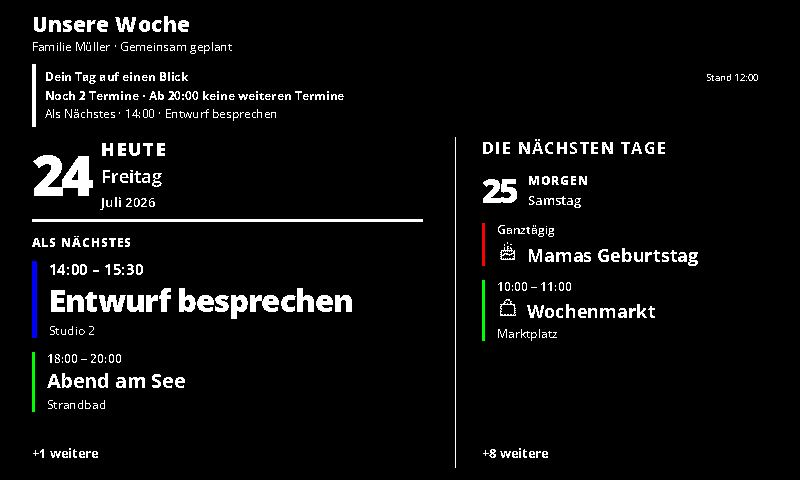 Unsere Woche
Familie Müller · Gemeinsam geplant
Dein Tag auf einen Blick
Noch 2 Termine · Ab 20:00 keine weiteren Termine
Als Nächstes · 14:00 · Entwurf besprechen
Stand 12:00
24
HEUTE
Freitag
Juli 2026
ALS NÄCHSTES
14:00 – 15:30
Entwurf besprechen
Studio 2
18:00 – 20:00
Abend am See
Strandbad
+1 weitere
DIE NÄCHSTEN TAGE
25
MORGEN
Samstag
Ganztägig
Mamas Geburtstag
10:00 – 11:00
Wochenmarkt
Marktplatz
+8 weitere